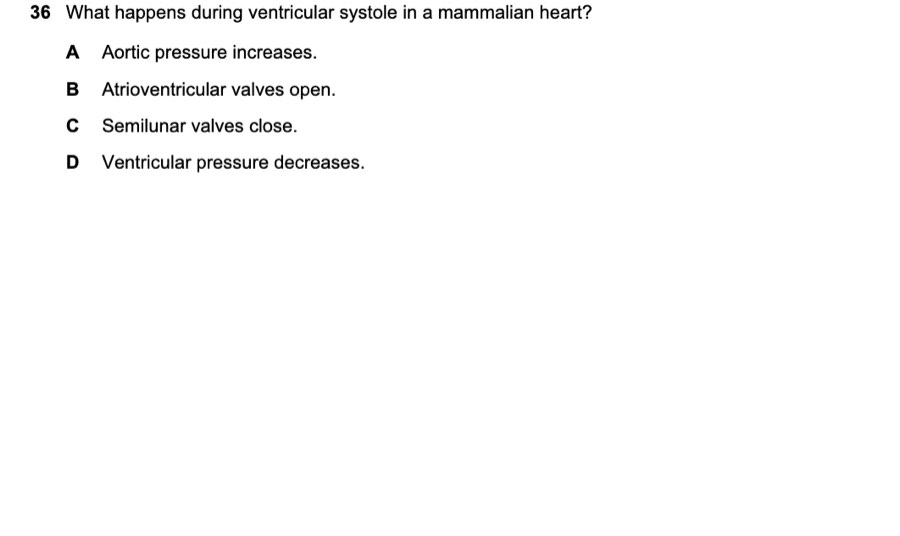 36 What happens during ventricular systole in a mammalian heart?
A Aortic pressure increases.
B Atrioventricular valves open.
C Semilunar valves close.
D Ventricular pressure decreases.